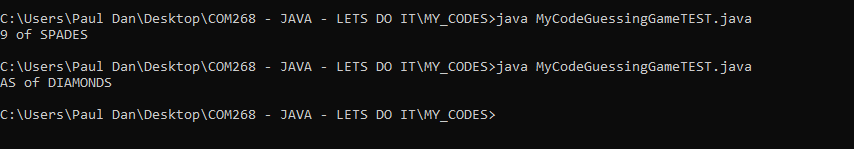 C:\Users\Paul Dan\Desktop\COM268 - JAVA - LETS DO IT\MY_CODES>java MyCodeGuessingGameTEST.java
9 of SPADES
C:\Users\Paul Dan\Desktop\COM268 - JAVA - LETS DO IT\MY_CODES>java MyCodeGuessingGameTEST.java
AS of DIAMONDS
C:\Users\Paul Dan\Desktop\COM268 - JAVA - LETS DO IT\MY_CODES>